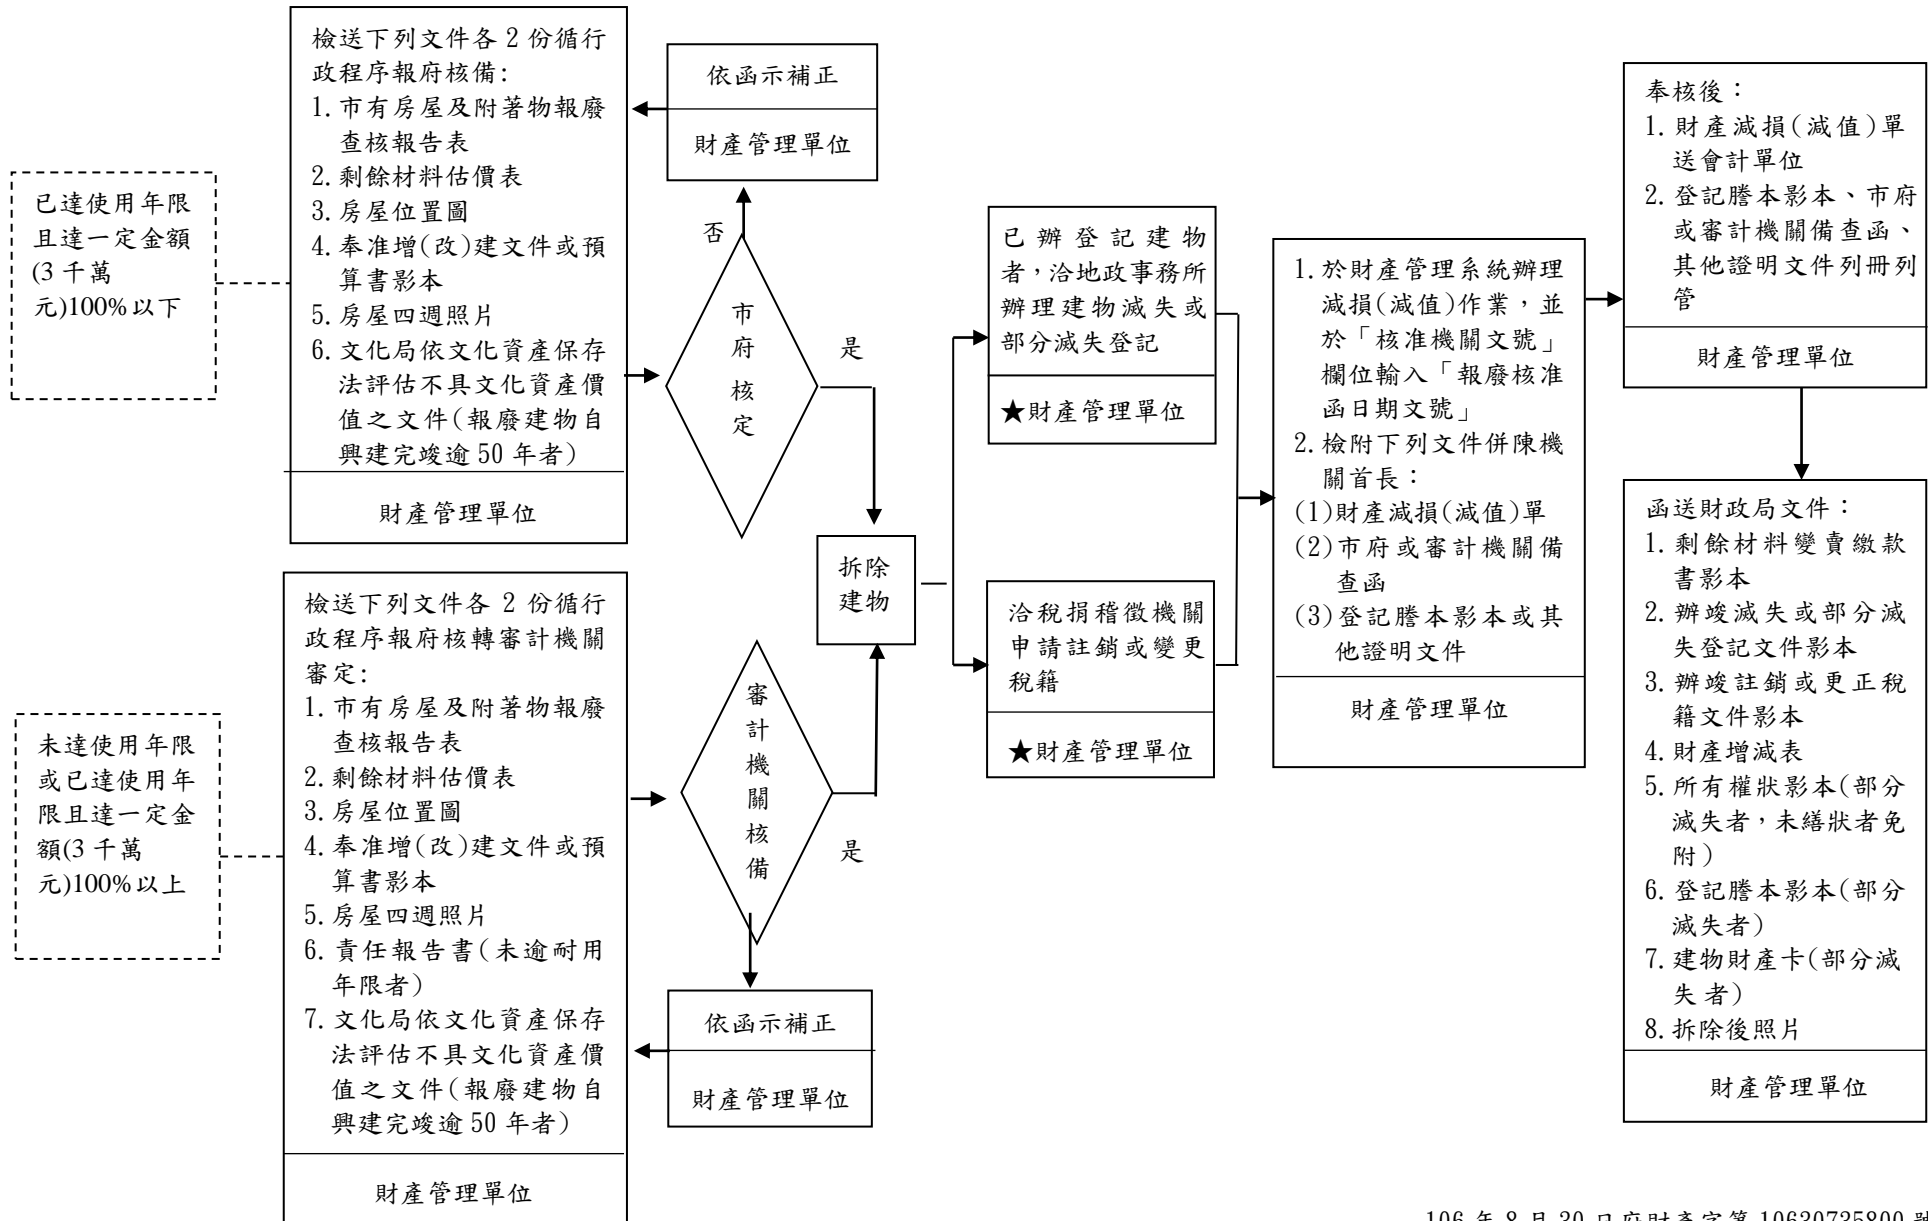 已達使用年限
且達一定金額
(3 千萬
元)100%以下
檢送下列文件各 2 份循行
政程序報府核備:
1. 市有房屋及附著物報廢
查核報告表
2. 剩餘材料估價表
3. 房屋位置圖
4. 奉准增(改)建文件或預
算書影本
5. 房屋四週照片
6. 文化局依文化資產保存
法評估不具文化資產價
值之文件(報廢建物自
興建完竣逾 50 年者)
財產管理單位
依函示補正
財產管理單位
否
市
府
核
定
是
未達使用年限
或已達使用年
限且達一定金
額(3 千萬
元)100%以上
檢送下列文件各 2 份循行
政程序報府核轉審計機關
審定:
1. 市有房屋及附著物報廢
查核報告表
2. 剩餘材料估價表
3. 房屋位置圖
4. 奉准增(改)建文件或預
算書影本
5. 房屋四週照片
6. 責任報告書(未逾耐用
年限者)
7. 文化局依文化資產保存
法評估不具文化資產價
值之文件(報廢建物自
興建完竣逾 50 年者)
財產管理單位
審
計
機
關
核
備
是
依函示補正
財產管理單位
拆除
建物
已辦登記建物
者,洽地政事務所
辦理建物滅失或
部分滅失登記
★財產管理單位
洽稅捐稽徵機關
申請註銷或變更
稅籍
★財產管理單位
1. 於財產管理系統辦理
減損(減值)作業,並
於「核准機關文號」
欄位輸入「報廢核准
函日期文號」
2. 檢附下列文件併陳機
關首長：
(1)財產減損(減值)單
(2)市府或審計機關備
查函
(3)登記謄本影本或其
他證明文件
財產管理單位
奉核後：
1. 財產減損(減值)單
送會計單位
2. 登記謄本影本、市府
或審計機關備查函、
其他證明文件列冊列
管
財產管理單位
函送財政局文件：
1. 剩餘材料變賣繳款
書影本
2. 辦竣滅失或部分滅
失登記文件影本
3. 辦竣註銷或更正稅
籍文件影本
4. 財產增減表
5. 所有權狀影本(部分
滅失者,未繕狀者免
附)
6. 登記謄本影本(部分
滅失者)
7. 建物財產卡(部分滅
失者)
8. 拆除後照片
財產管理單位